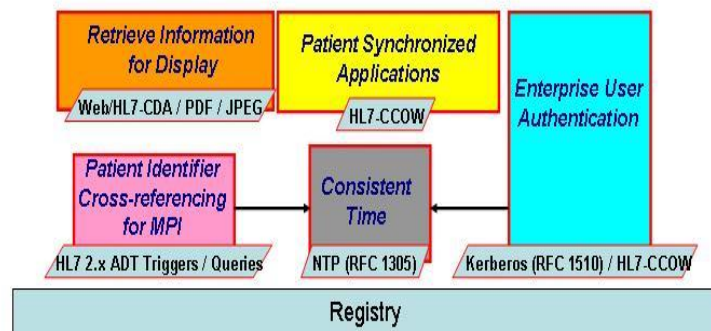 Retrieve Information
for Display
Web/HL7-CDA / PDF / JPEG
Patient Synchronized
Applications
HL7-CCOW
Enterprise User
Authentication
Patient Identifier
Cross-referencing
for MPI
HL7 2.x ADT Triggers / Queries
Consistent
Time
NTP (RFC 1305)
Kerberos (RFC 1510) / HL7-CCOW
Registry